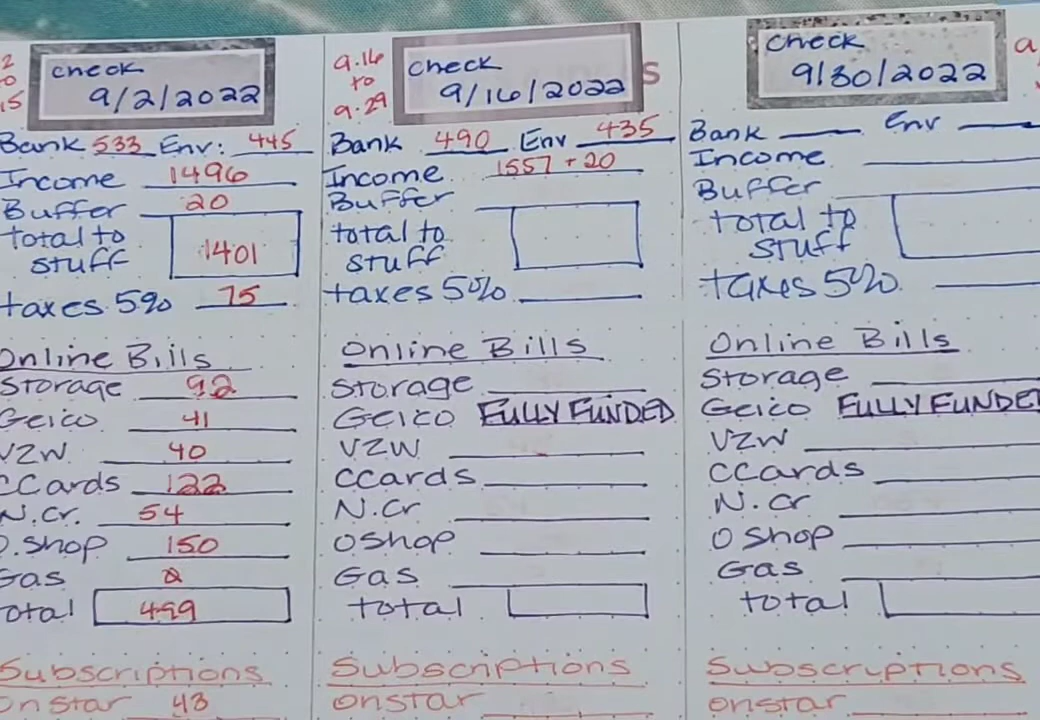 check
9/2/2022
Bank 533 Env: 445
Income 1496
Buffer 20
total to
stuff 1401
taxes 5% 75
Online Bills
Storage 92
Geico 41
VZW 40
CCards 122
N.Cr. 54
O.Shop 150
Gas
total 499
Subscriptions
Onstar 43
9.16
to
9.29
check
9/16/2022
S
Bank 490 Env 435
Income 1557 + 20
Buffer
total to
stuff
taxes 5%
Online Bills
Storage
Geico FULLY FUNDED
VZW
CCards
N.Cr
OShop
Gas
total
Subscriptions
onstar
check
9/30/2022
Bank Env
Income
Buffer
total to
stuff
taxes 5%
Online Bills
Storage
Geico FULLY FUNDED
VZW
CCards
N.Cr
O Shop
Gas
total
Subscriptions
onstar